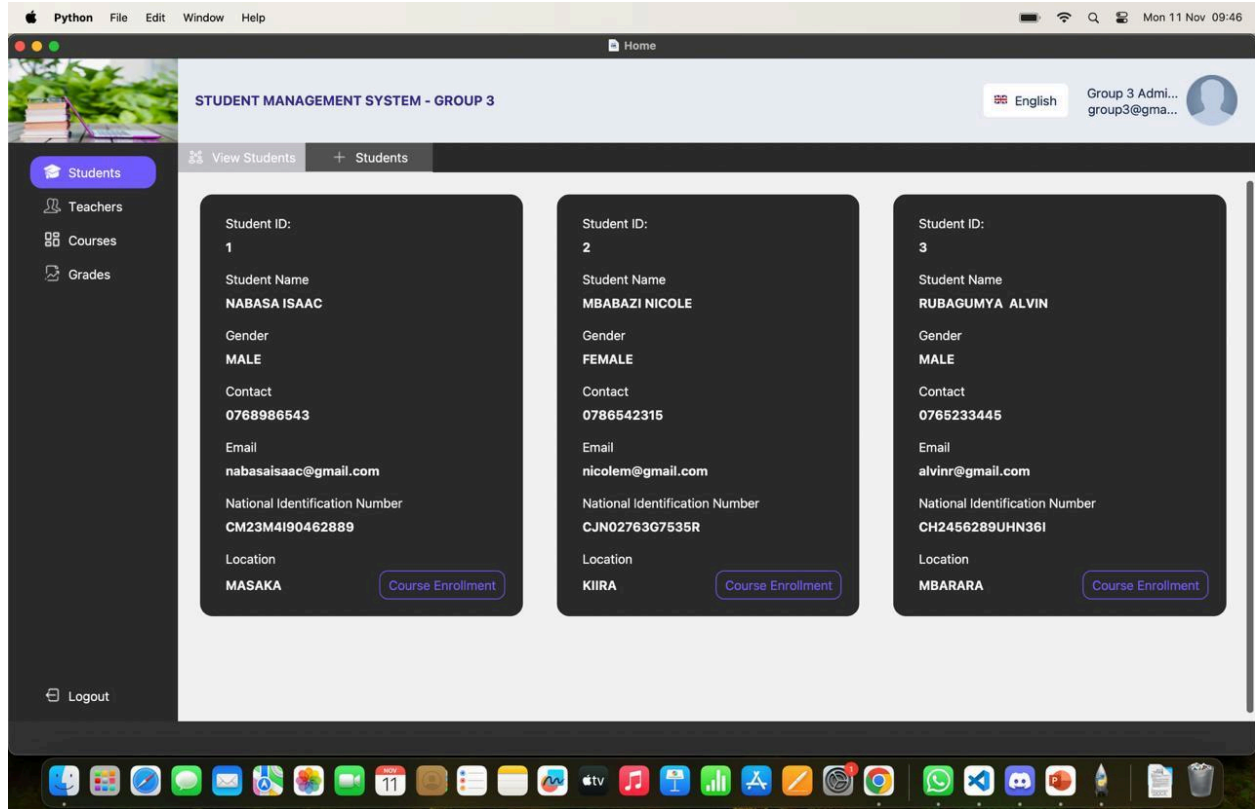 Python File Edit Window Help Mon 11 Nov 09:46
Home
STUDENT MANAGEMENT SYSTEM - GROUP 3
English
Group 3 Admi...
group3@gma...
View Students + Students
Students
Teachers
Courses
Grades
Logout
Student ID:
1
Student Name
NABASA ISAAC
Gender
MALE
Contact
0768986543
Email
nabasaisaac@gmail.com
National Identification Number
CM23M4I90462889
Location
MASAKA Course Enrollment
Student ID:
2
Student Name
MBABAZI NICOLE
Gender
FEMALE
Contact
0786542315
Email
nicolem@gmail.com
National Identification Number
CJN02763G7535R
Location
KIIRA Course Enrollment
Student ID:
3
Student Name
RUBAGUMYA ALVIN
Gender
MALE
Contact
0765233445
Email
alvinr@gmail.com
National Identification Number
CH2456289UHN36I
Location
MBARARA Course Enrollment
NOV
11
tv
1